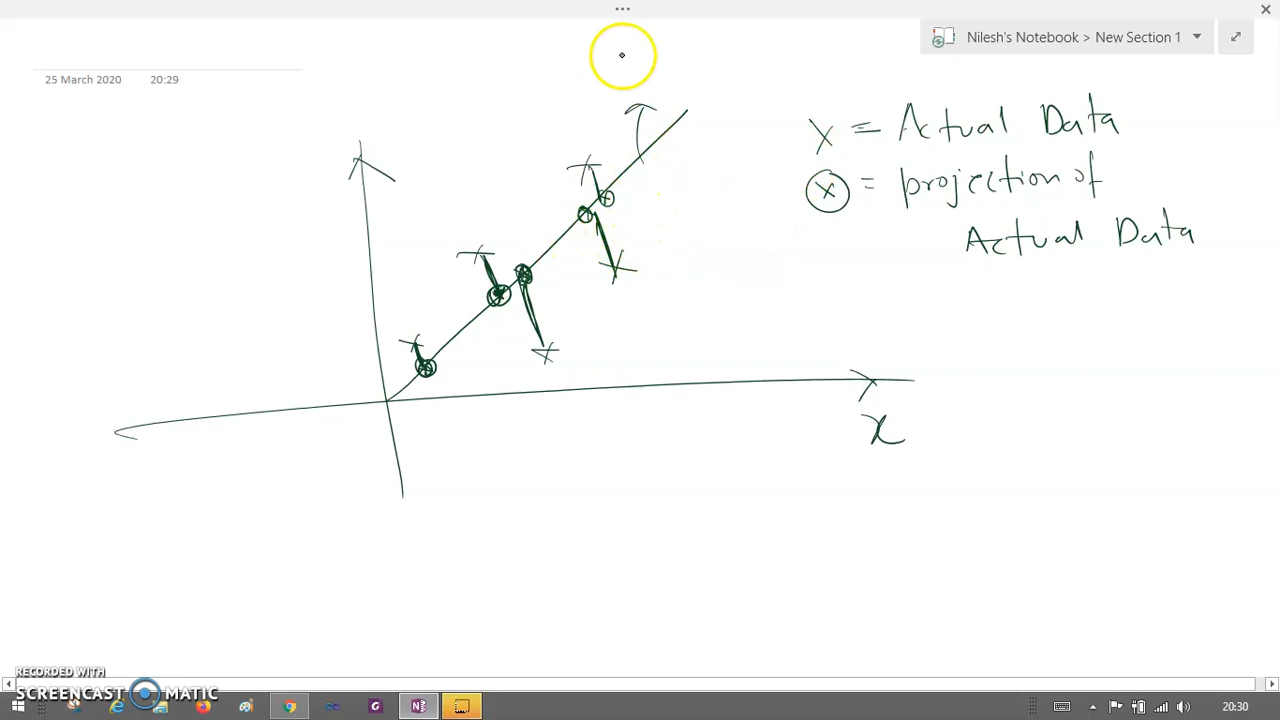 Nilesh's Notebook > New Section 1
25 March 2020 20:29
X = Actual Data
ⓧ = projection of
Actual Data
x
RECORDED WITH
SCREENCAST MATIC
20:30